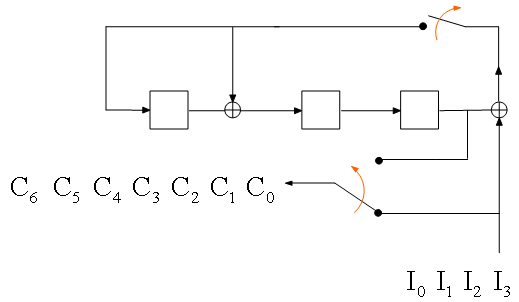 C₆ C₅ C₄ C₃ C₂ C₁ C₀
I₀ I₁ I₂ I₃